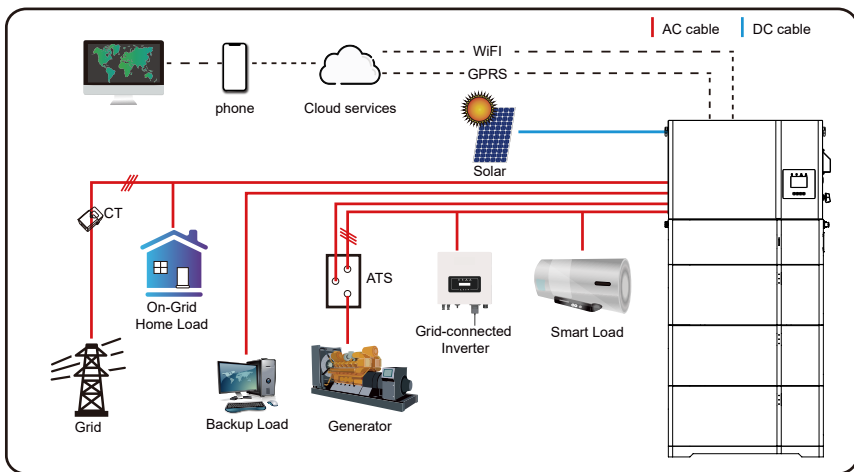 AC cable
DC cable
WiFI
GPRS
phone
Cloud services
Solar
CT
On-Grid
Home Load
ATS
Grid-connected
Inverter
Smart Load
Grid
Backup Load
Generator